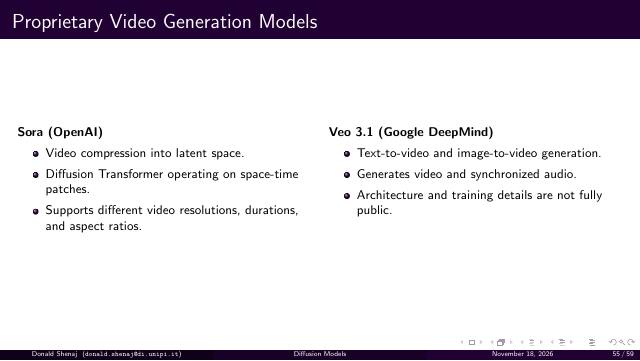 Proprietary Video Generation Models
Sora (OpenAI)
Video compression into latent space.
Diffusion Transformer operating on space-time
patches.
Supports different video resolutions, durations,
and aspect ratios.
Veo 3.1 (Google DeepMind)
Text-to-video and image-to-video generation.
Generates video and synchronized audio.
Architecture and training details are not fully
public.
Donald Shenaj (donald.shenaj@di.unipi.it)
Diffusion Models
November 18, 2026
55 / 59